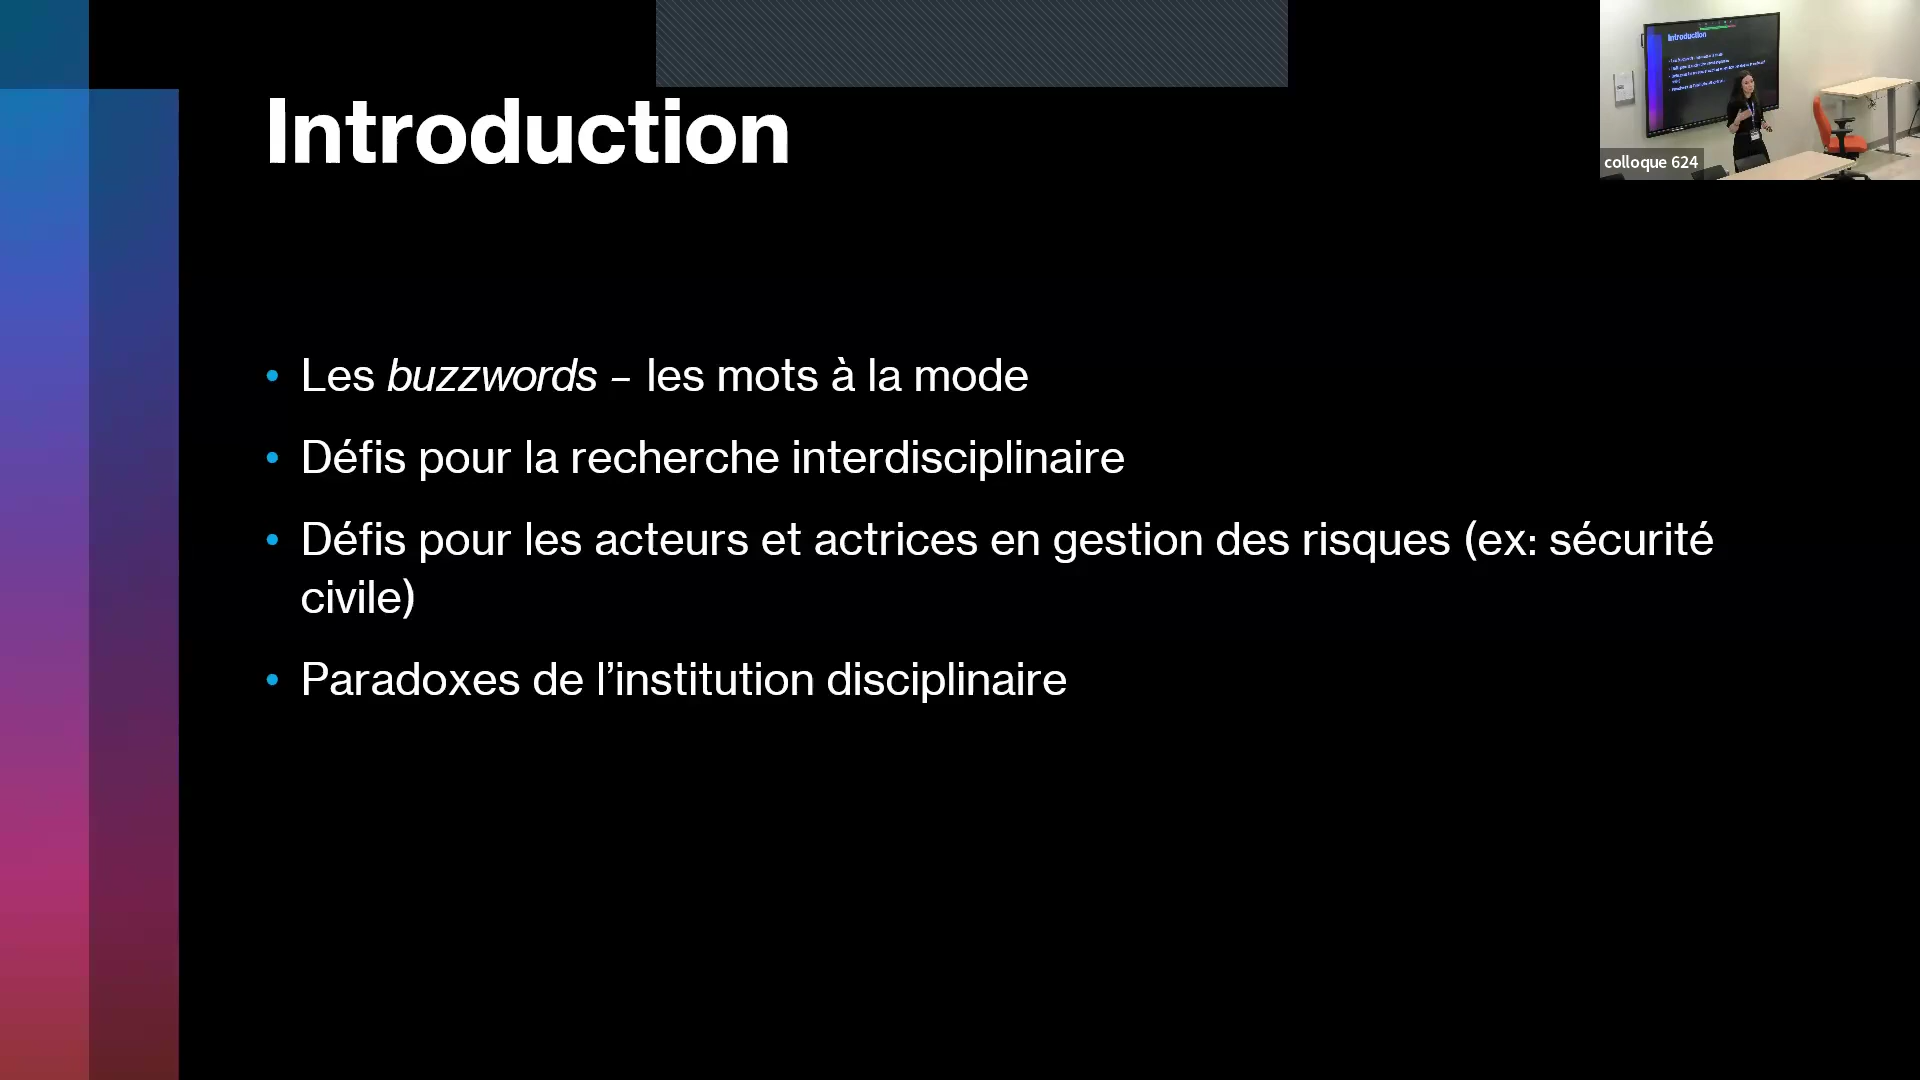 Introduction
• Les buzzwords – les mots à la mode
• Défis pour la recherche interdisciplinaire
• Défis pour les acteurs et actrices en gestion des risques (ex: sécurité
civile)
• Paradoxes de l’institution disciplinaire
colloque 624
Introduction